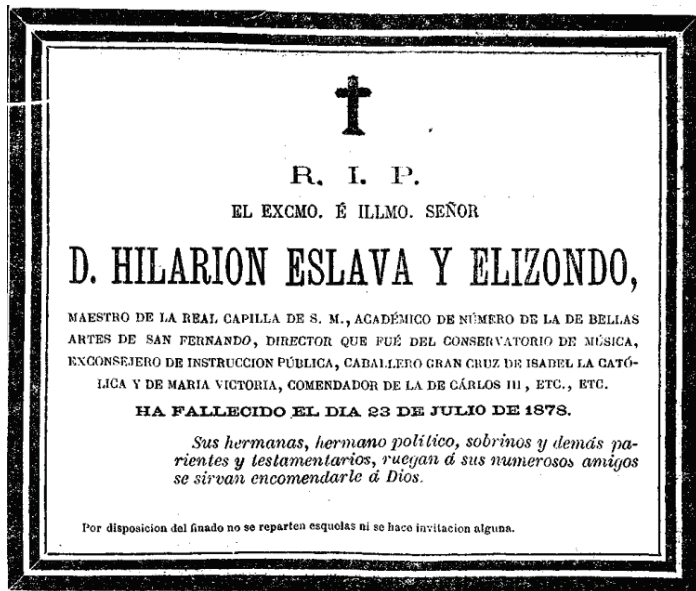 R. I. P.
EL EXCMO. É ILLMO. SEÑOR
D. HILARION ESLAVA Y ELIZONDO,
MAESTRO DE LA REAL CAPILLA DE S. M., ACADÉMICO DE NÚMERO DE LA DE BELLAS
ARTES DE SAN FERNANDO, DIRECTOR QUE FUÉ DEL CONSERVATORIO DE MÚSICA,
EXCONSEJERO DE INSTRUCCION PÚBLICA, CABALLERO GRAN CRUZ DE ISABEL LA CATÓ-
LICA Y DE MARIA VICTORIA, COMENDADOR DE LA DE CÁRLOS III, ETC., ETC.
HA FALLECIDO EL DIA 23 DE JULIO DE 1878.
Sus hermanas, hermano político, sobrinos y demás pa-
rientes y testamentarios, ruegan á sus numerosos amigos
se sirvan encomendarle á Dios.
Por disposicion del finado no se reparten esquelas ni se hace invitacion alguna.